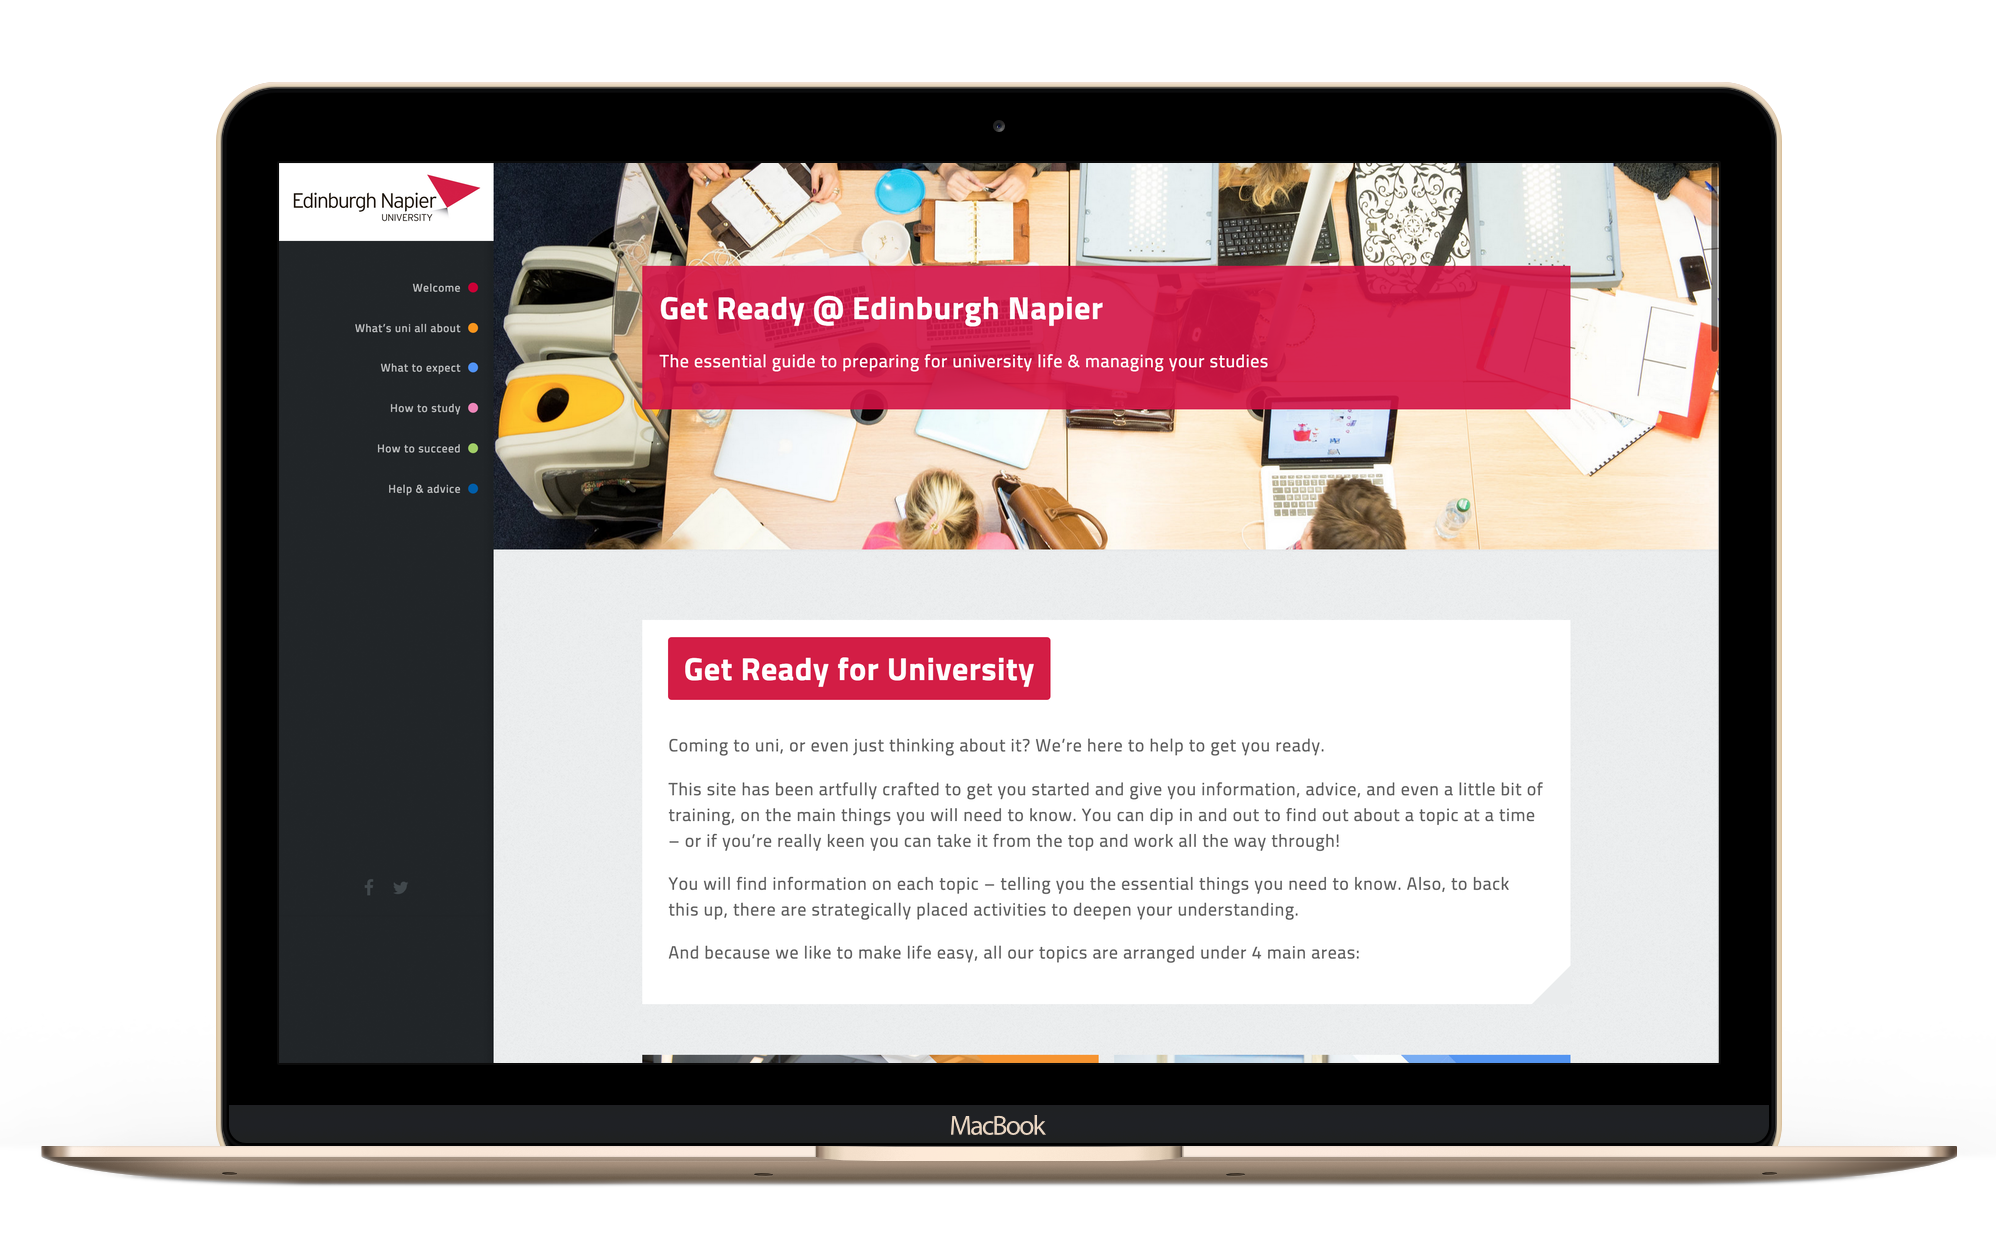 Edinburgh Napier
UNIVERSITY
Welcome
What's uni all about
What to expect
How to study
How to succeed
Help & advice
Get Ready @ Edinburgh Napier
The essential guide to preparing for university life & managing your studies
Get Ready for University
Coming to uni, or even just thinking about it? We're here to help to get you ready.
This site has been artfully crafted to get you started and give you information, advice, and even a little bit of
training, on the main things you will need to know. You can dip in and out to find out about a topic at a time
– or if you're really keen you can take it from the top and work all the way through!
You will find information on each topic – telling you the essential things you need to know. Also, to back
this up, there are strategically placed activities to deepen your understanding.
And because we like to make life easy, all our topics are arranged under 4 main areas:
MacBook